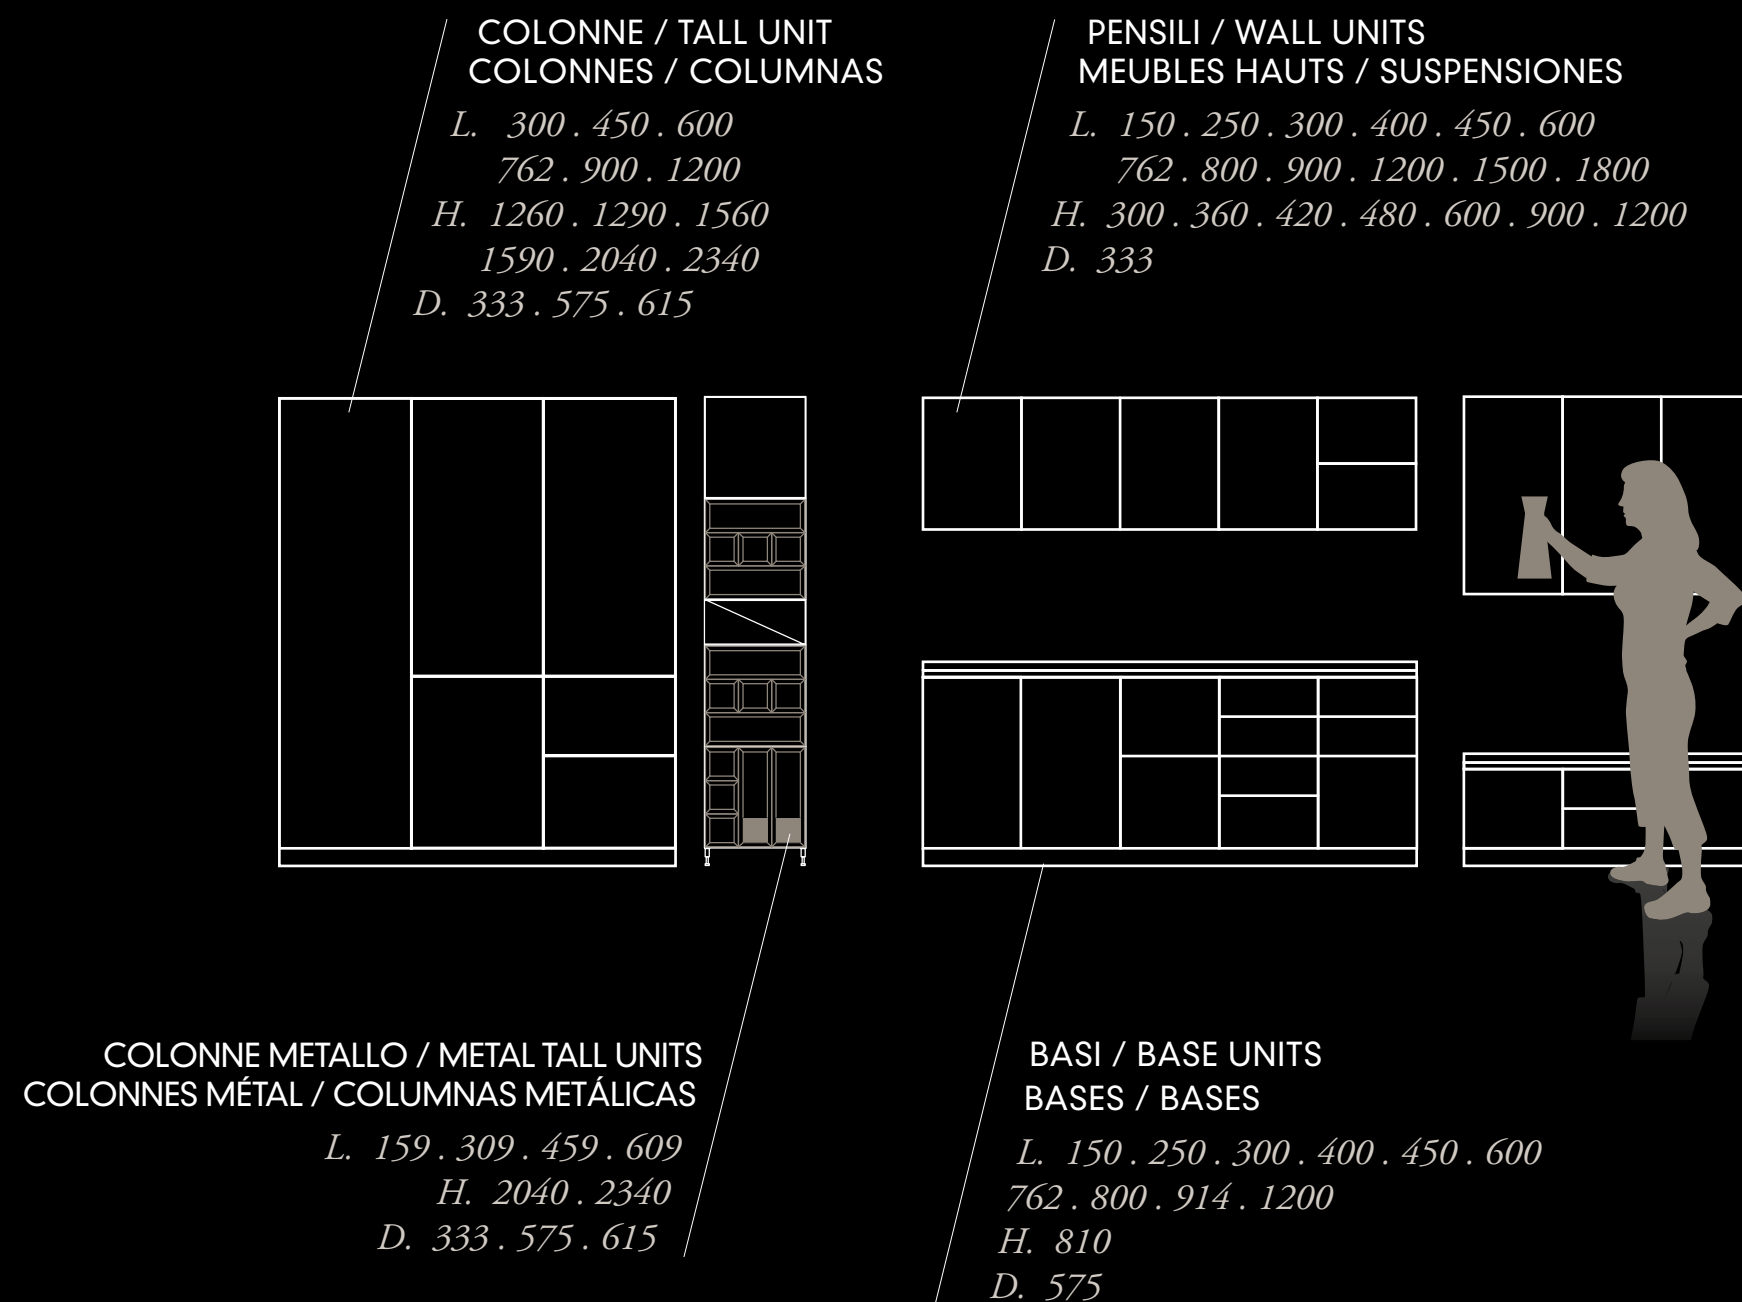 COLONNE / TALL UNIT
COLONNES / COLUMNAS
L. 300 . 450 . 600
762 . 900 . 1200
H. 1260 . 1290 . 1560
1590 . 2040 . 2340
D. 333 . 575 . 615
PENSILI / WALL UNITS
MEUBLES HAUTS / SUSPENSIONES
L. 150 . 250 . 300 . 400 . 450 . 600
762 . 800 . 900 . 1200 . 1500 . 1800
H. 300 . 360 . 420 . 480 . 600 . 900 . 1200
D. 333
COLONNE METALLO / METAL TALL UNITS
COLONNES MÉTAL / COLUMNAS METÁLICAS
L. 159 . 309 . 459 . 609
H. 2040 . 2340
D. 333 . 575 . 615
BASI / BASE UNITS
BASES / BASES
L. 150 . 250 . 300 . 400 . 450 . 600
762 . 800 . 914 . 1200
H. 810
D. 575